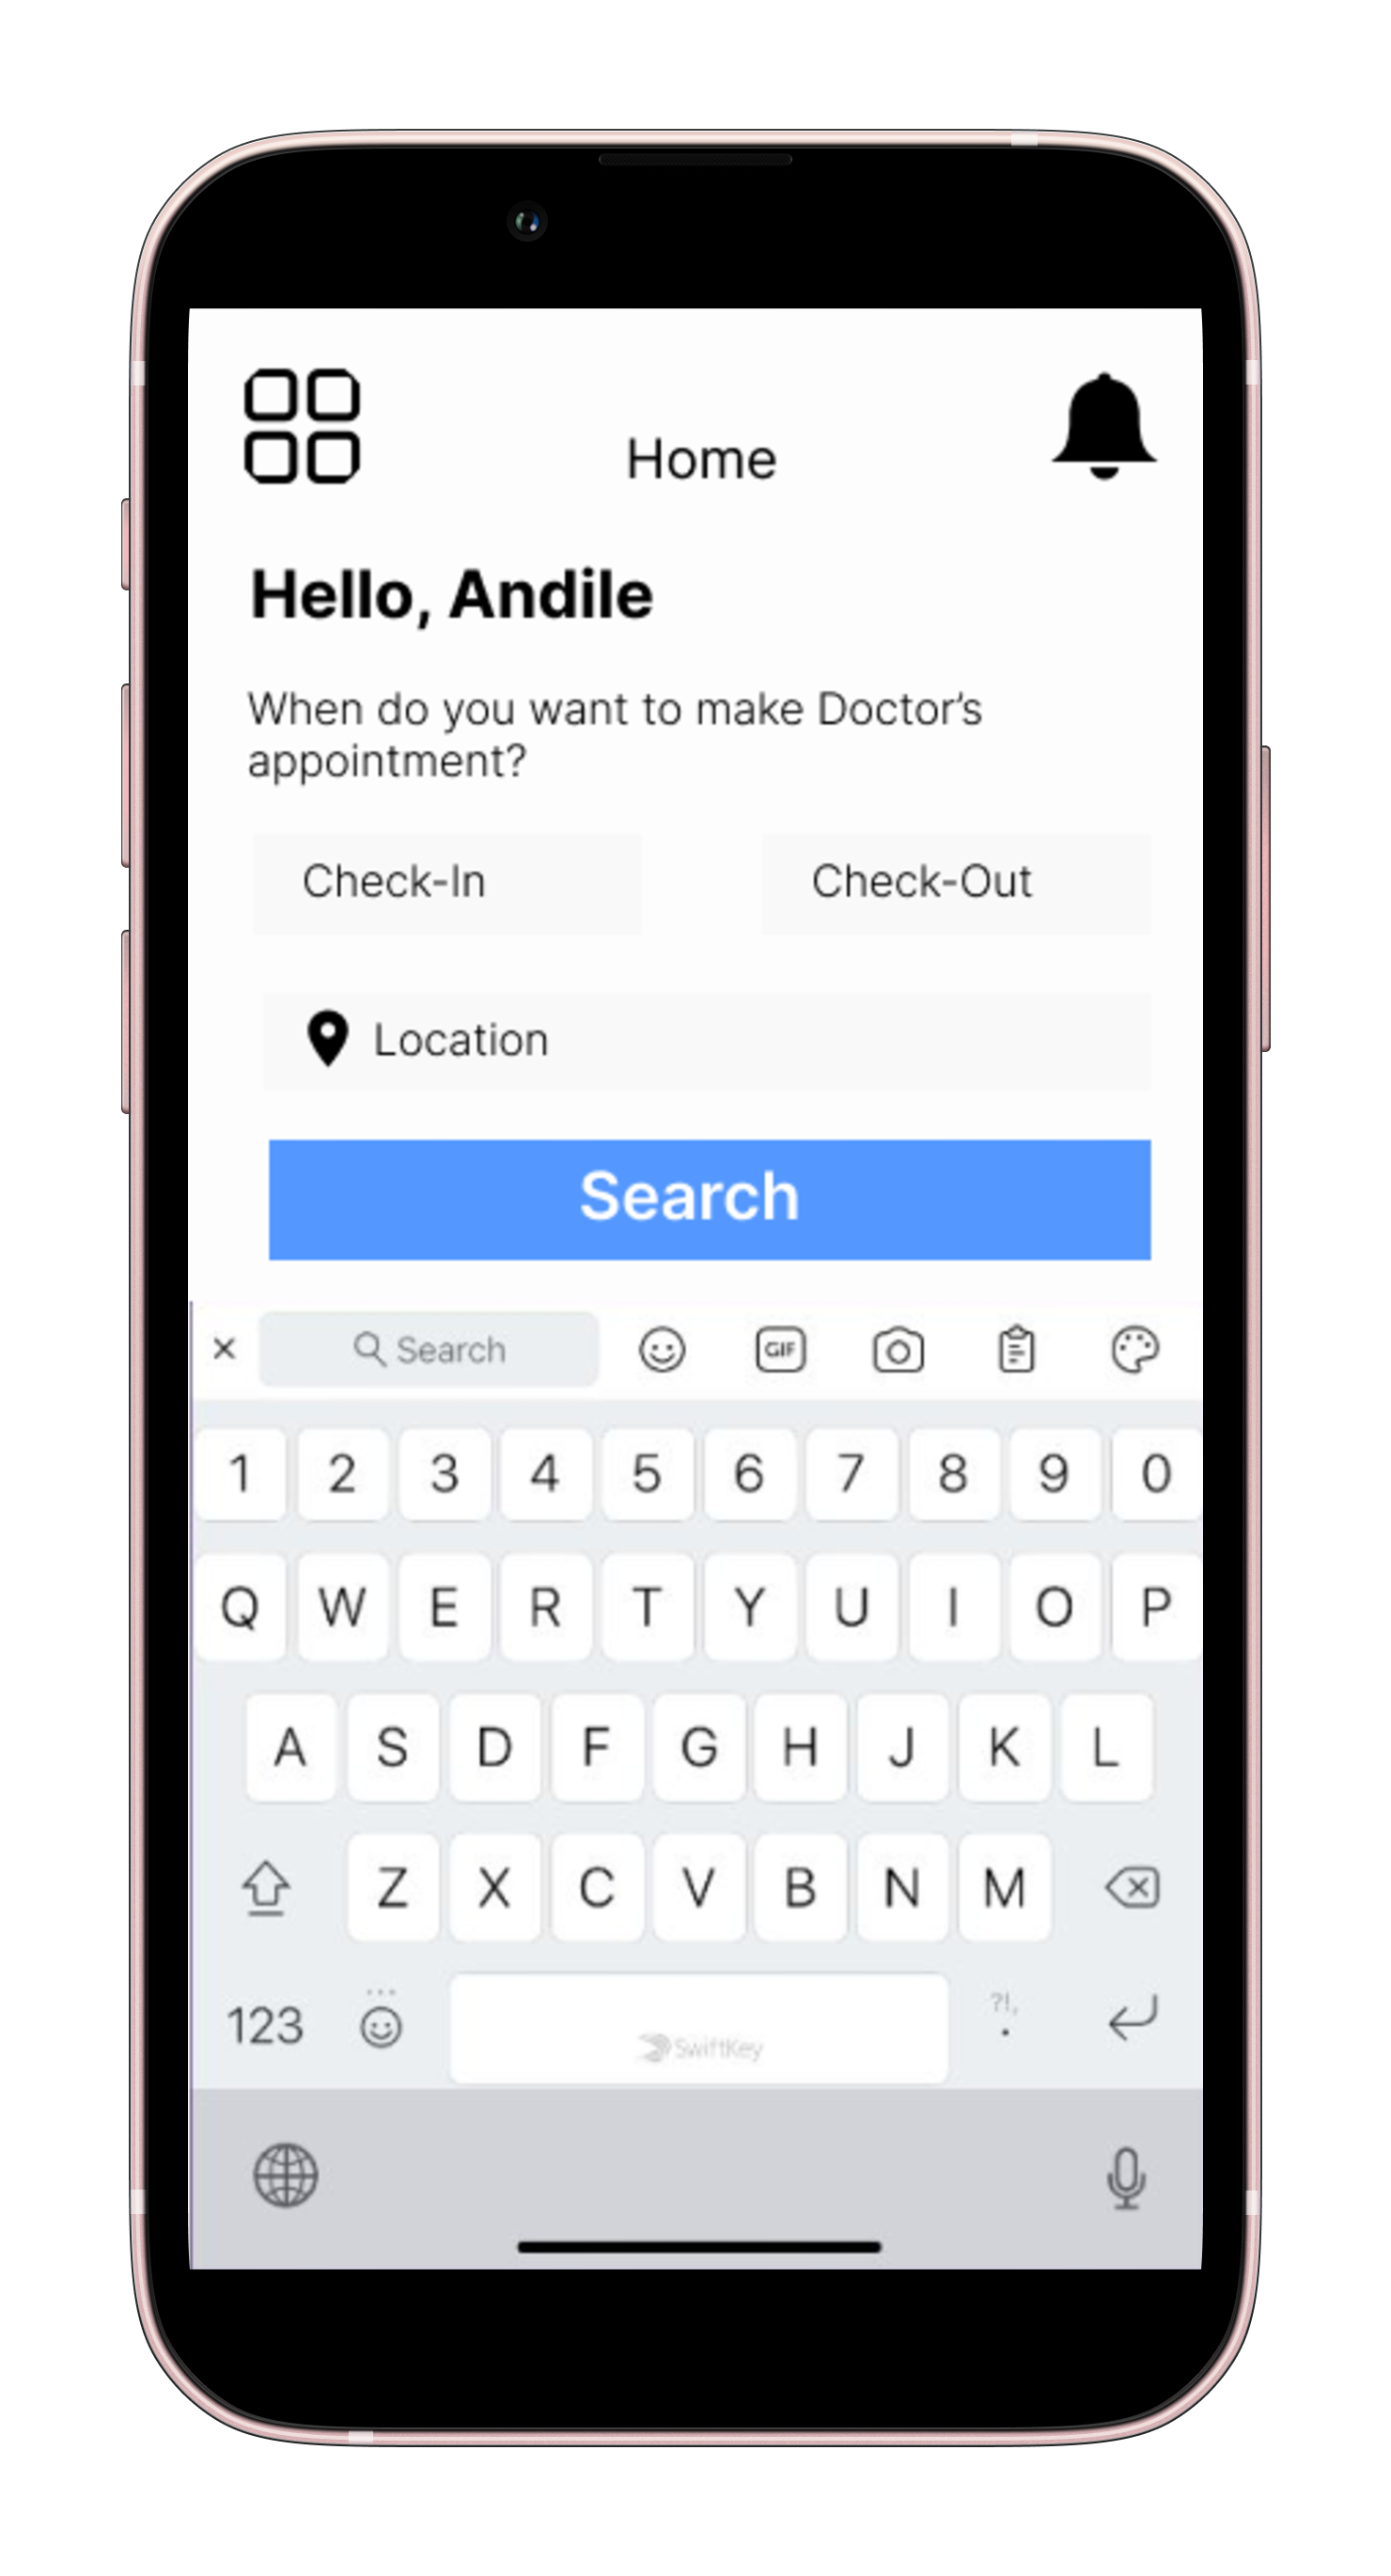 Home
Hello, Andile
When do you want to make Doctor's
appointment?
Check-In Check-Out
Location
Search
Search GIF
1 2 3 4 5 6 7 8 9 0
Q W E R T Y U I O P
A S D F G H J K L
Z X C V B N M
123 SwiftKey ?!, .